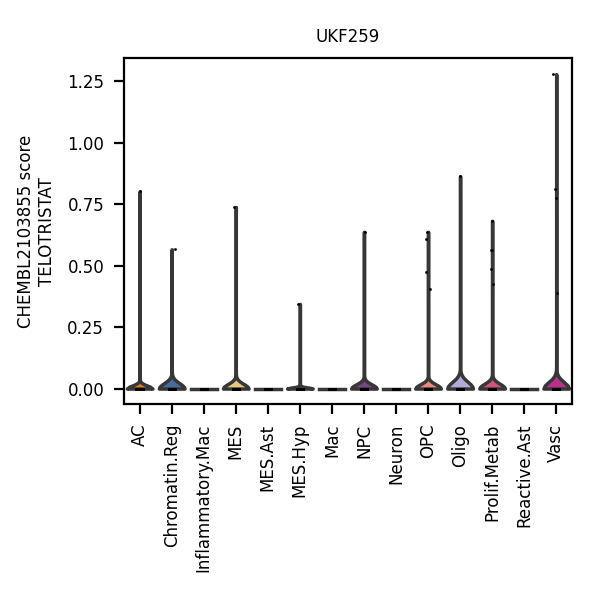 UKF259
CHEMBL2103855 score
TELOTRISTAT
1.25
1.00
0.75
0.50
0.25
0.00
AC
Chromatin.Reg
Inflammatory.Mac
MES
MES.Ast
MES.Hyp
Mac
NPC
Neuron
OPC
Oligo
Prolif.Metab
Reactive.Ast
Vasc